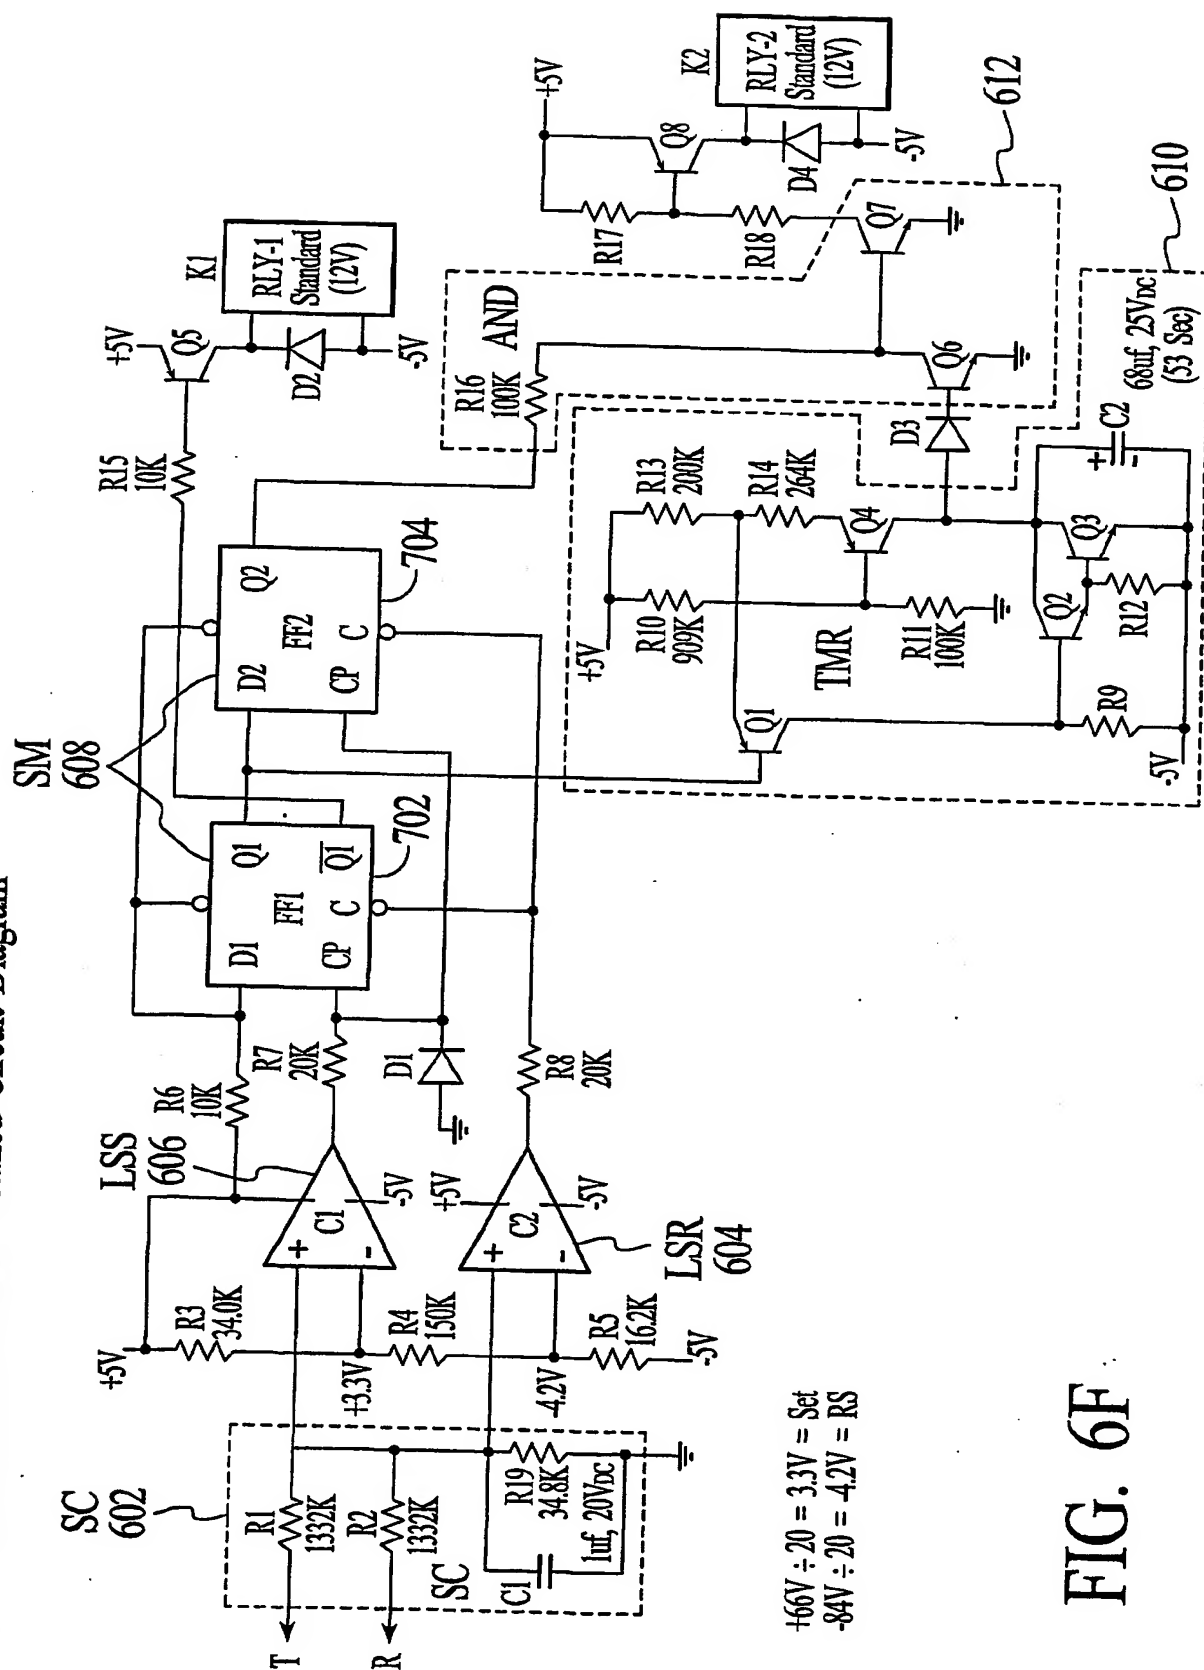 Circuit Diagram
SM
608
LSS
606
SC
602
+5V
R3
34.0K
R6
10K
D1
Q1
FF1
CP
C
Q1
702
D2
Q2
FF2
CP
C
704
R15
10K
+5V
Q5
D2
-5V
K1
RLY-1
Standard
(12V)
T
R1
1332K
R
R2
1332K
SC
C1
1uf, 20VDC
R19
34.8K
+3.3V
R4
150K
-4.2V
R5
16.2K
-5V
+
-
C1
-5V
R7
20K
D1
+5V
+
-
C2
-5V
R8
20K
LSR
604
AND
R16
100K
+5V
R17
R18
Q8
D4
-5V
K2
RLY-2
Standard
(12V)
Q7
Q6
612
D3
+5V
R10
909K
R13
200K
R14
264K
Q1
TMR
Q4
R11
100K
R9
Q2
Q3
R12
-5V
+
-
C2
68uf, 25VDC
(53 Sec)
610
+66V ÷ 20 = 3.3V = Set
-84V ÷ 20 = -4.2V = RS
FIG. 6F